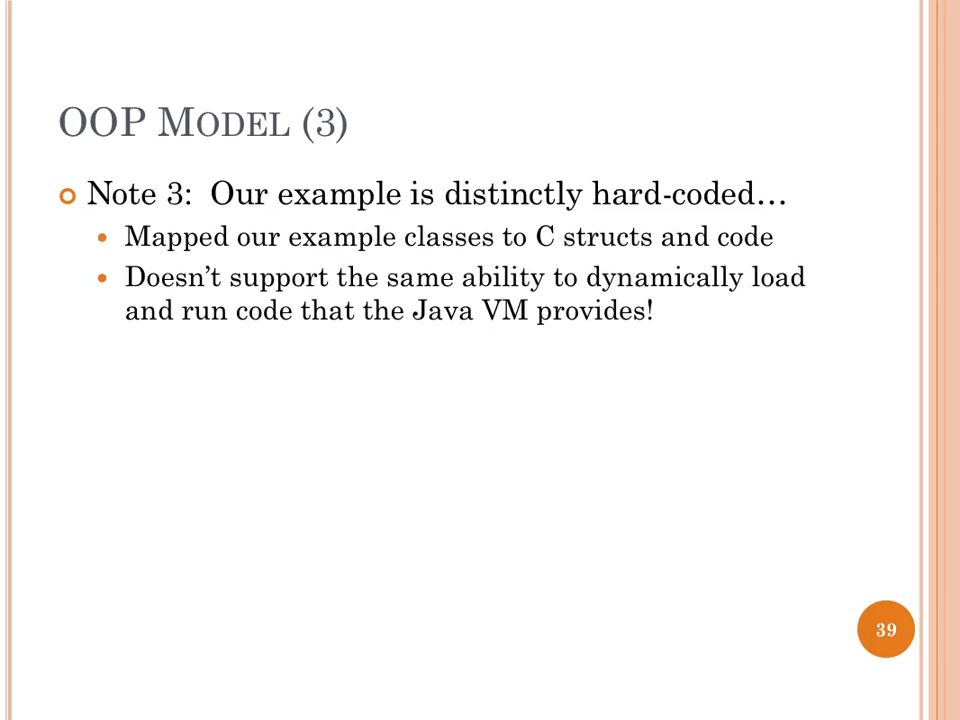 OOP MODEL (3)
Note 3: Our example is distinctly hard-coded…
Mapped our example classes to C structs and code
Doesn’t support the same ability to dynamically load
and run code that the Java VM provides!
39